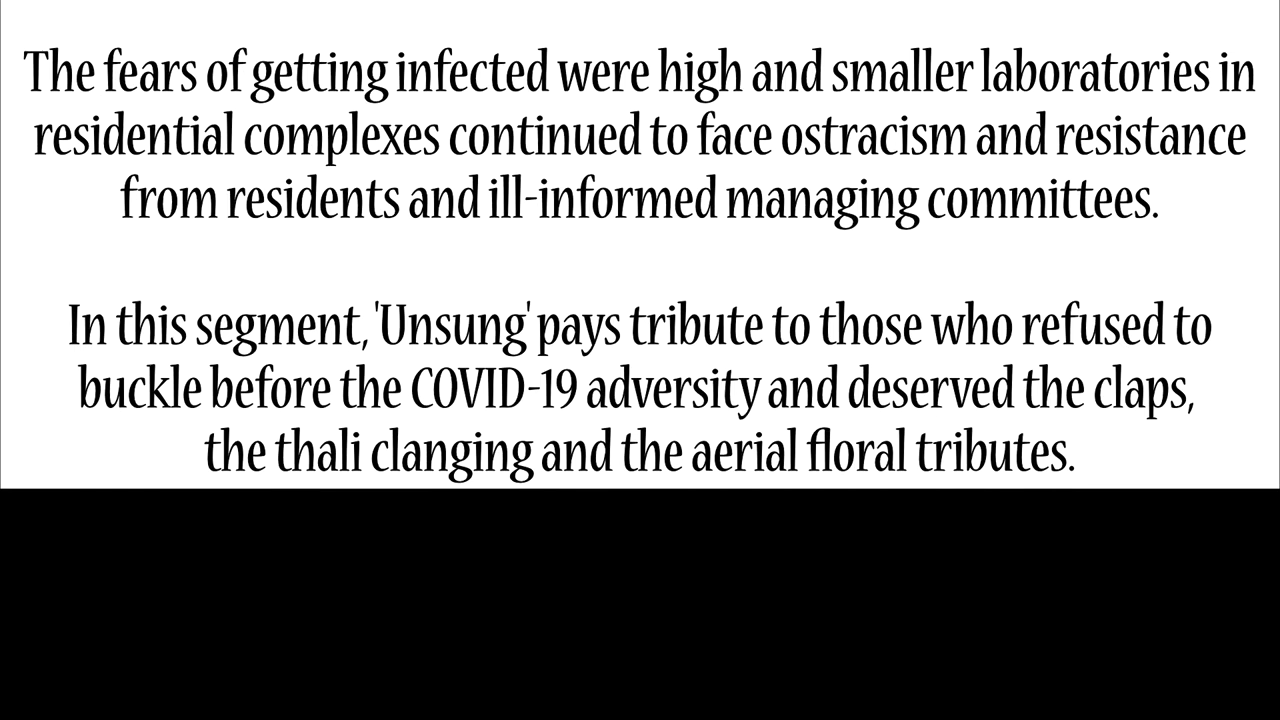 The fears of getting infected were high and smaller laboratories in
residential complexes continued to face ostracism and resistance
from residents and ill-informed managing committees.
In this segment, 'Unsung' pays tribute to those who refused to
buckle before the COVID-19 adversity and deserved the claps,
the thali clanging and the aerial floral tributes.